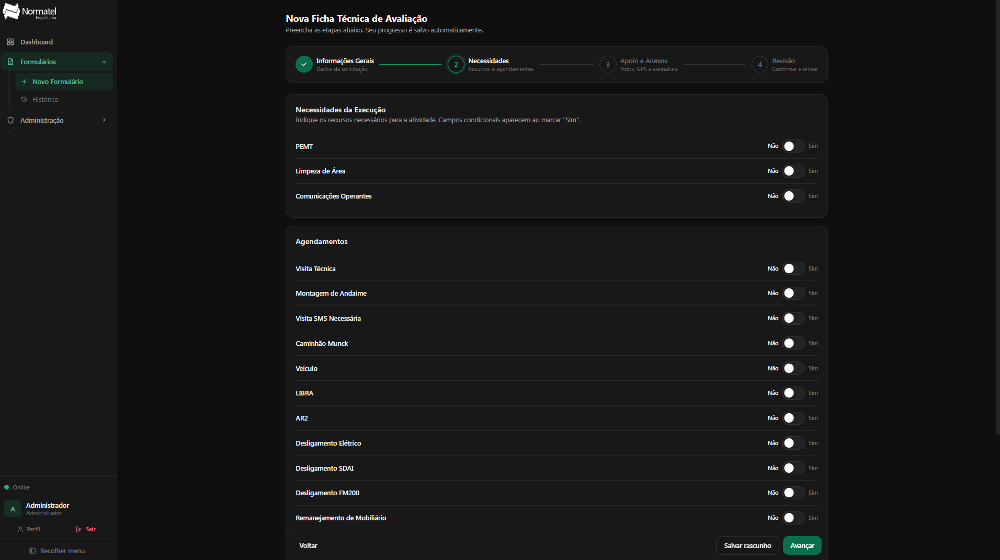 Normatel
Engenharia
Dashboard
Formulários
Novo Formulário
Histórico
Administração
Online
A
Administrador
Administrador
Perfil
Sair
Recolher menu
Nova Ficha Técnica de Avaliação
Preencha as etapas abaixo. Seu progresso é salvo automaticamente.
Informações Gerais
Dados da solicitação
2
Necessidades
Recursos e agendamentos
3
Apoio e Anexos
Fotos, GPS e assinatura
4
Revisão
Confirmar e enviar
Necessidades da Execução
Indique os recursos necessários para a atividade. Campos condicionais aparecem ao marcar "Sim".
PEMT Não Sim
Limpeza de Área Não Sim
Comunicações Operantes Não Sim
Agendamentos
Visita Técnica Não Sim
Montagem de Andaime Não Sim
Visita SMS Necessária Não Sim
Caminhão Munck Não Sim
Veículo Não Sim
LIBRA Não Sim
AR2 Não Sim
Desligamento Elétrico Não Sim
Desligamento SDAI Não Sim
Desligamento FM200 Não Sim
Remanejamento de Mobiliário Não Sim
Voltar Salvar rascunho Avançar